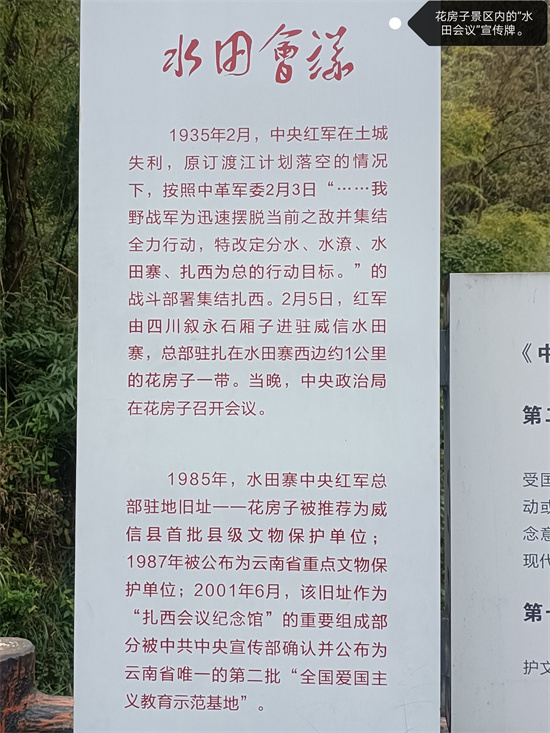 花房子景区内的“水
田会议”宣传牌。
水田會議
1935年2月，中央红军在土城
失利，原订渡江计划落空的情况
下，按照中革军委2月3日“……我
野战军为迅速摆脱当前之敌并集结
全力行动，特改定分水、水潦、水
田寨、扎西为总的行动目标。”的
战斗部署集结扎西。2月5日，红军
由四川叙永石厢子进驻威信水田
寨，总部驻扎在水田寨西边约1公里
的花房子一带。当晚，中央政治局
在花房子召开会议。
1985年，水田寨中央红军总
部驻地旧址——花房子被推荐为威
信县首批县级文物保护单位；
1987年被公布为云南省重点文物保
护单位；2001年6月，该旧址作为
“扎西会议纪念馆”的重要组成部
分被中共中央宣传部确认并公布为
云南省唯一的第二批“全国爱国主
义教育示范基地”。
《中
第二
受国
动或
念意
现代
第一
护文